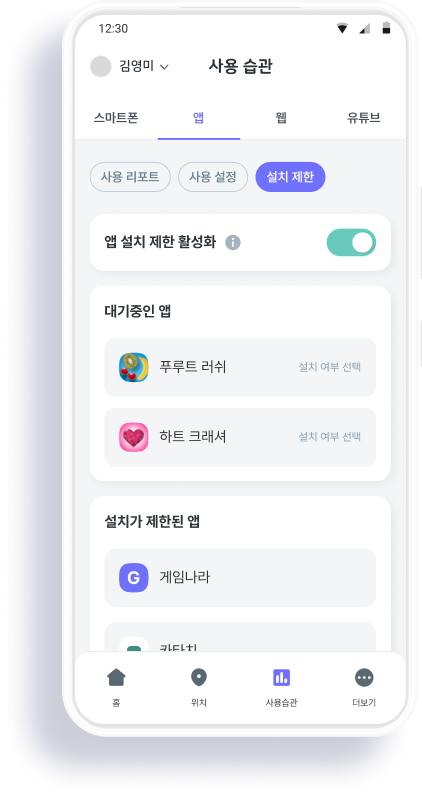 12:30
김영미 사용 습관
스마트폰 앱 웹 유튜브
사용 리포트 사용 설정 설치 제한
앱 설치 제한 활성화
대기중인 앱
푸루트 러쉬 설치 여부 선택
하트 크래셔 설치 여부 선택
설치가 제한된 앱
G 게임나라
홈 위치 사용습관 더보기